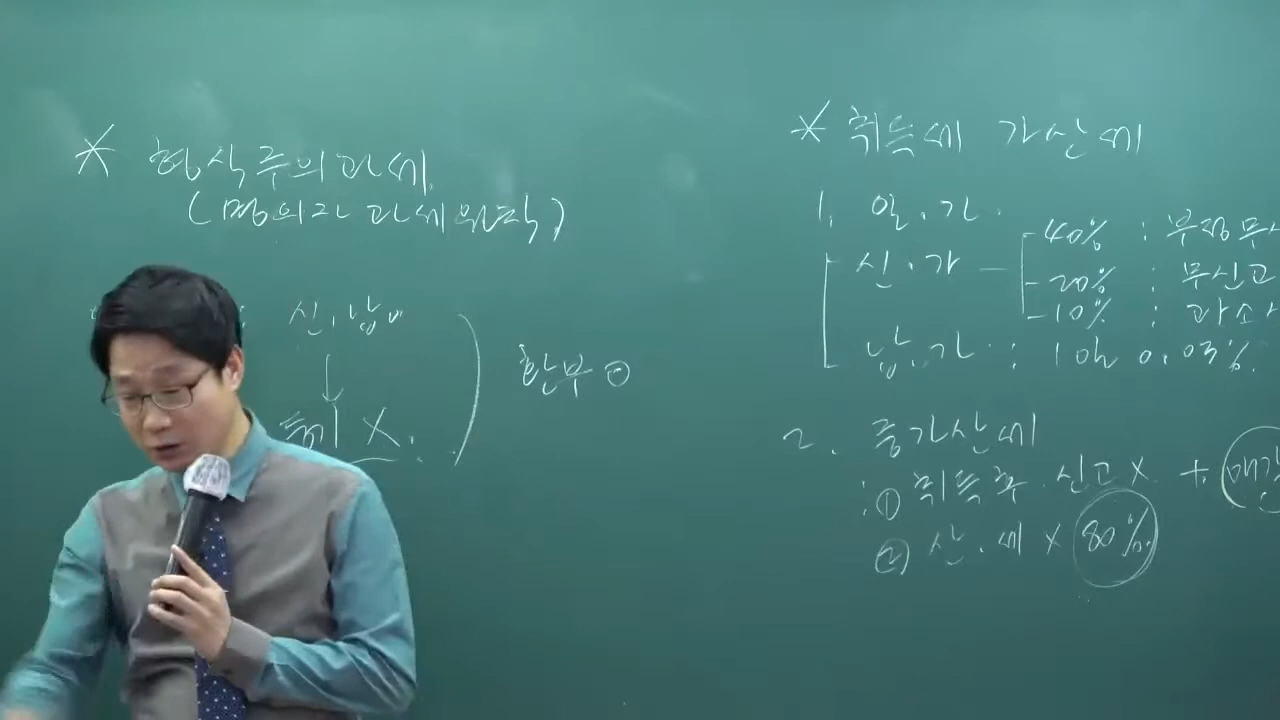 * 형식주의과세
(명의자 과세원칙)
신.납
↓
등기 X.
환부
* 취득세 가산세
1. 일.가.
신.가 40% : 부정무
20% : 무신고
10% : 과소
납.가 : 1일 0.03%
2. 중가산세
: ① 취득후 신고X. + 매각
② 산.세 × 80%